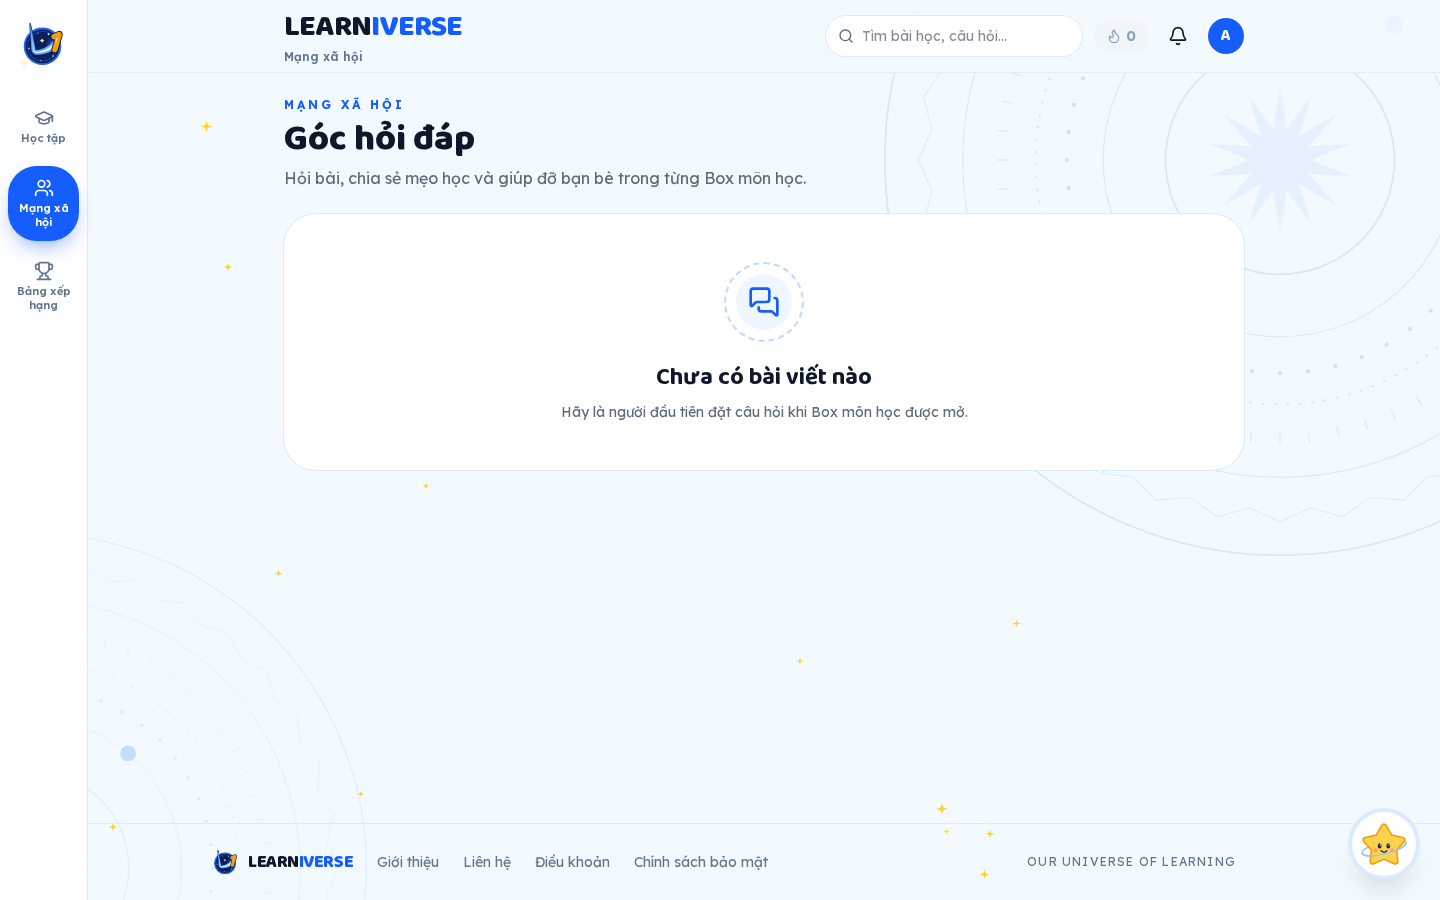 LEARNIVERSE
Mạng xã hội
Tìm bài học, câu hỏi...
0
A
Học tập
Mạng xã
hội
Bảng xếp
hạng
MẠNG XÃ HỘI
Góc hỏi đáp
Hỏi bài, chia sẻ mẹo học và giúp đỡ bạn bè trong từng Box môn học.
Chưa có bài viết nào
Hãy là người đầu tiên đặt câu hỏi khi Box môn học được mở.
LEARNIVERSE
Giới thiệu
Liên hệ
Điều khoản
Chính sách bảo mật
OUR UNIVERSE OF LEARNING